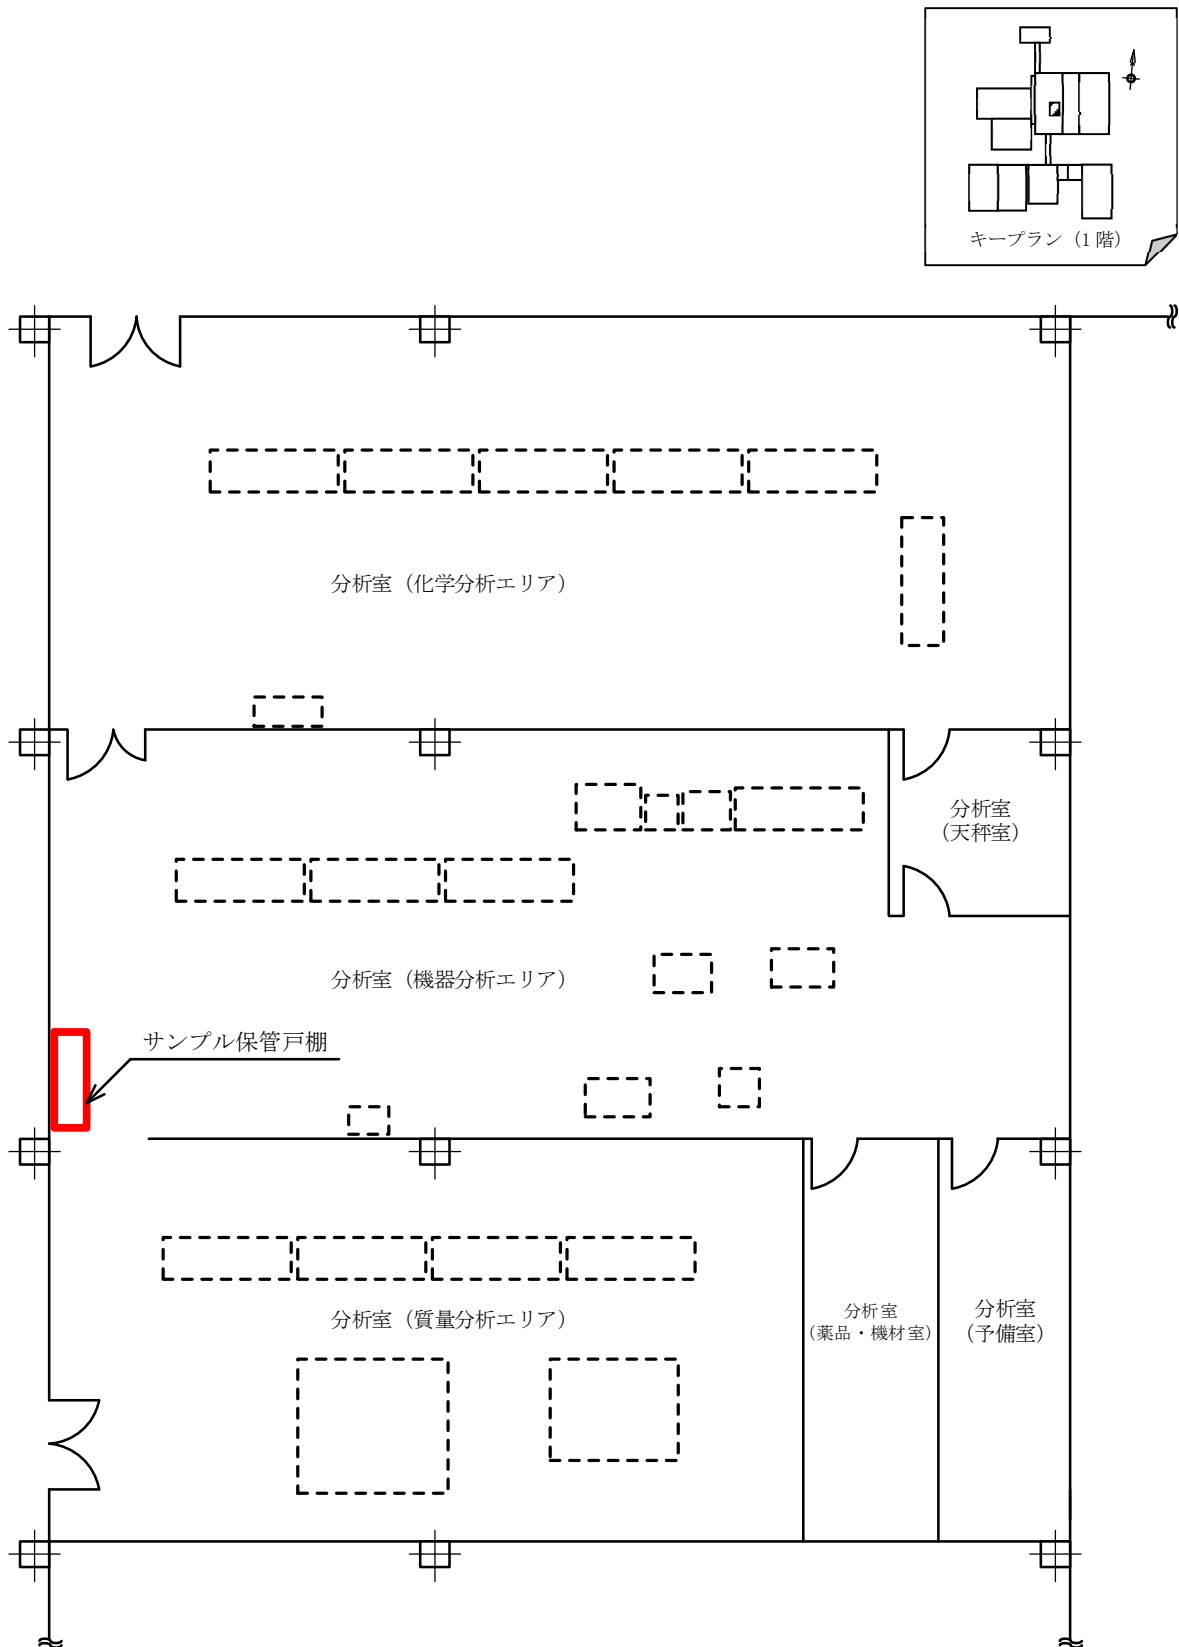 キープラン（1 階）
分析室（化学分析エリア）
分析室
（天秤室）
分析室（機器分析エリア）
サンプル保管戸棚
分析室（質量分析エリア）
分析室
（薬品・機材室）
分析室
（予備室）